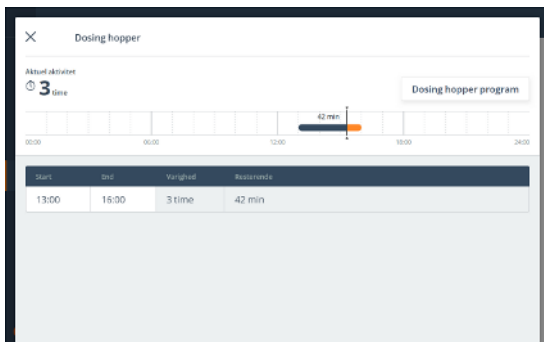 Dosing hopper
Aktuel aktivitet
3 time
Dosing hopper program
42 min
00:00 06:00 12:00 18:00 24:00
Start End Varighed Resterende
13:00 16:00 3 time 42 min